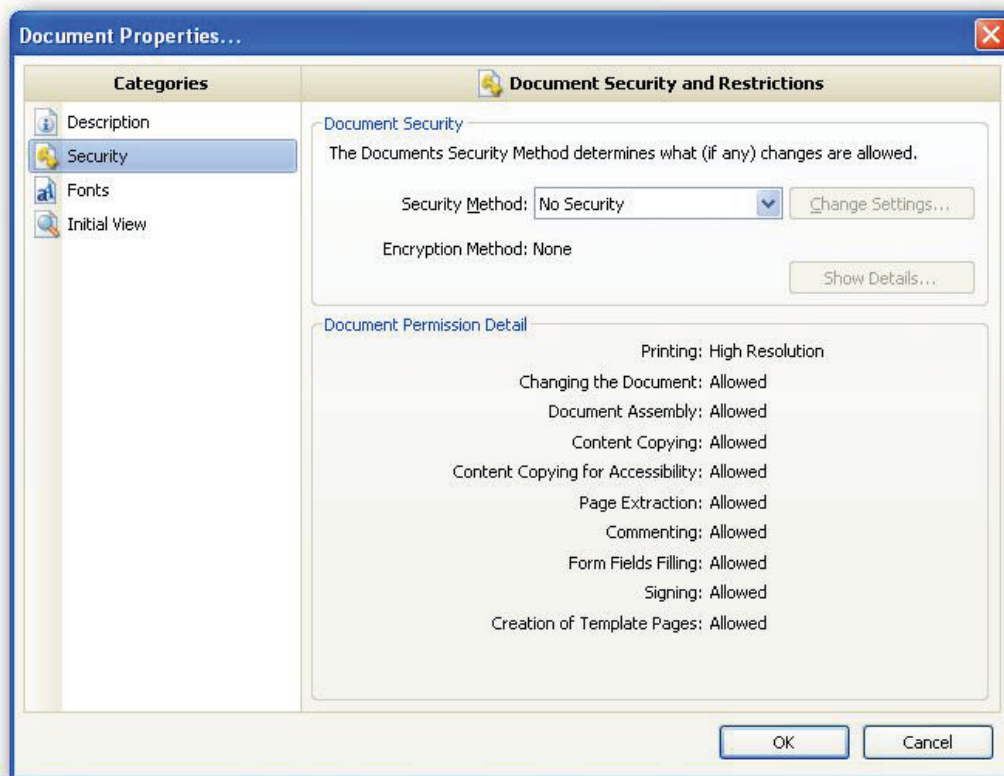 Document Properties...
Categories
Description
Security
Fonts
Initial View
Document Security and Restrictions
Document Security
The Documents Security Method determines what (if any) changes are allowed.
Security Method: No Security
Change Settings...
Encryption Method: None
Show Details...
Document Permission Detail
Printing: High Resolution
Changing the Document: Allowed
Document Assembly: Allowed
Content Copying: Allowed
Content Copying for Accessibility: Allowed
Page Extraction: Allowed
Commenting: Allowed
Form Fields Filling: Allowed
Signing: Allowed
Creation of Template Pages: Allowed
OK
Cancel